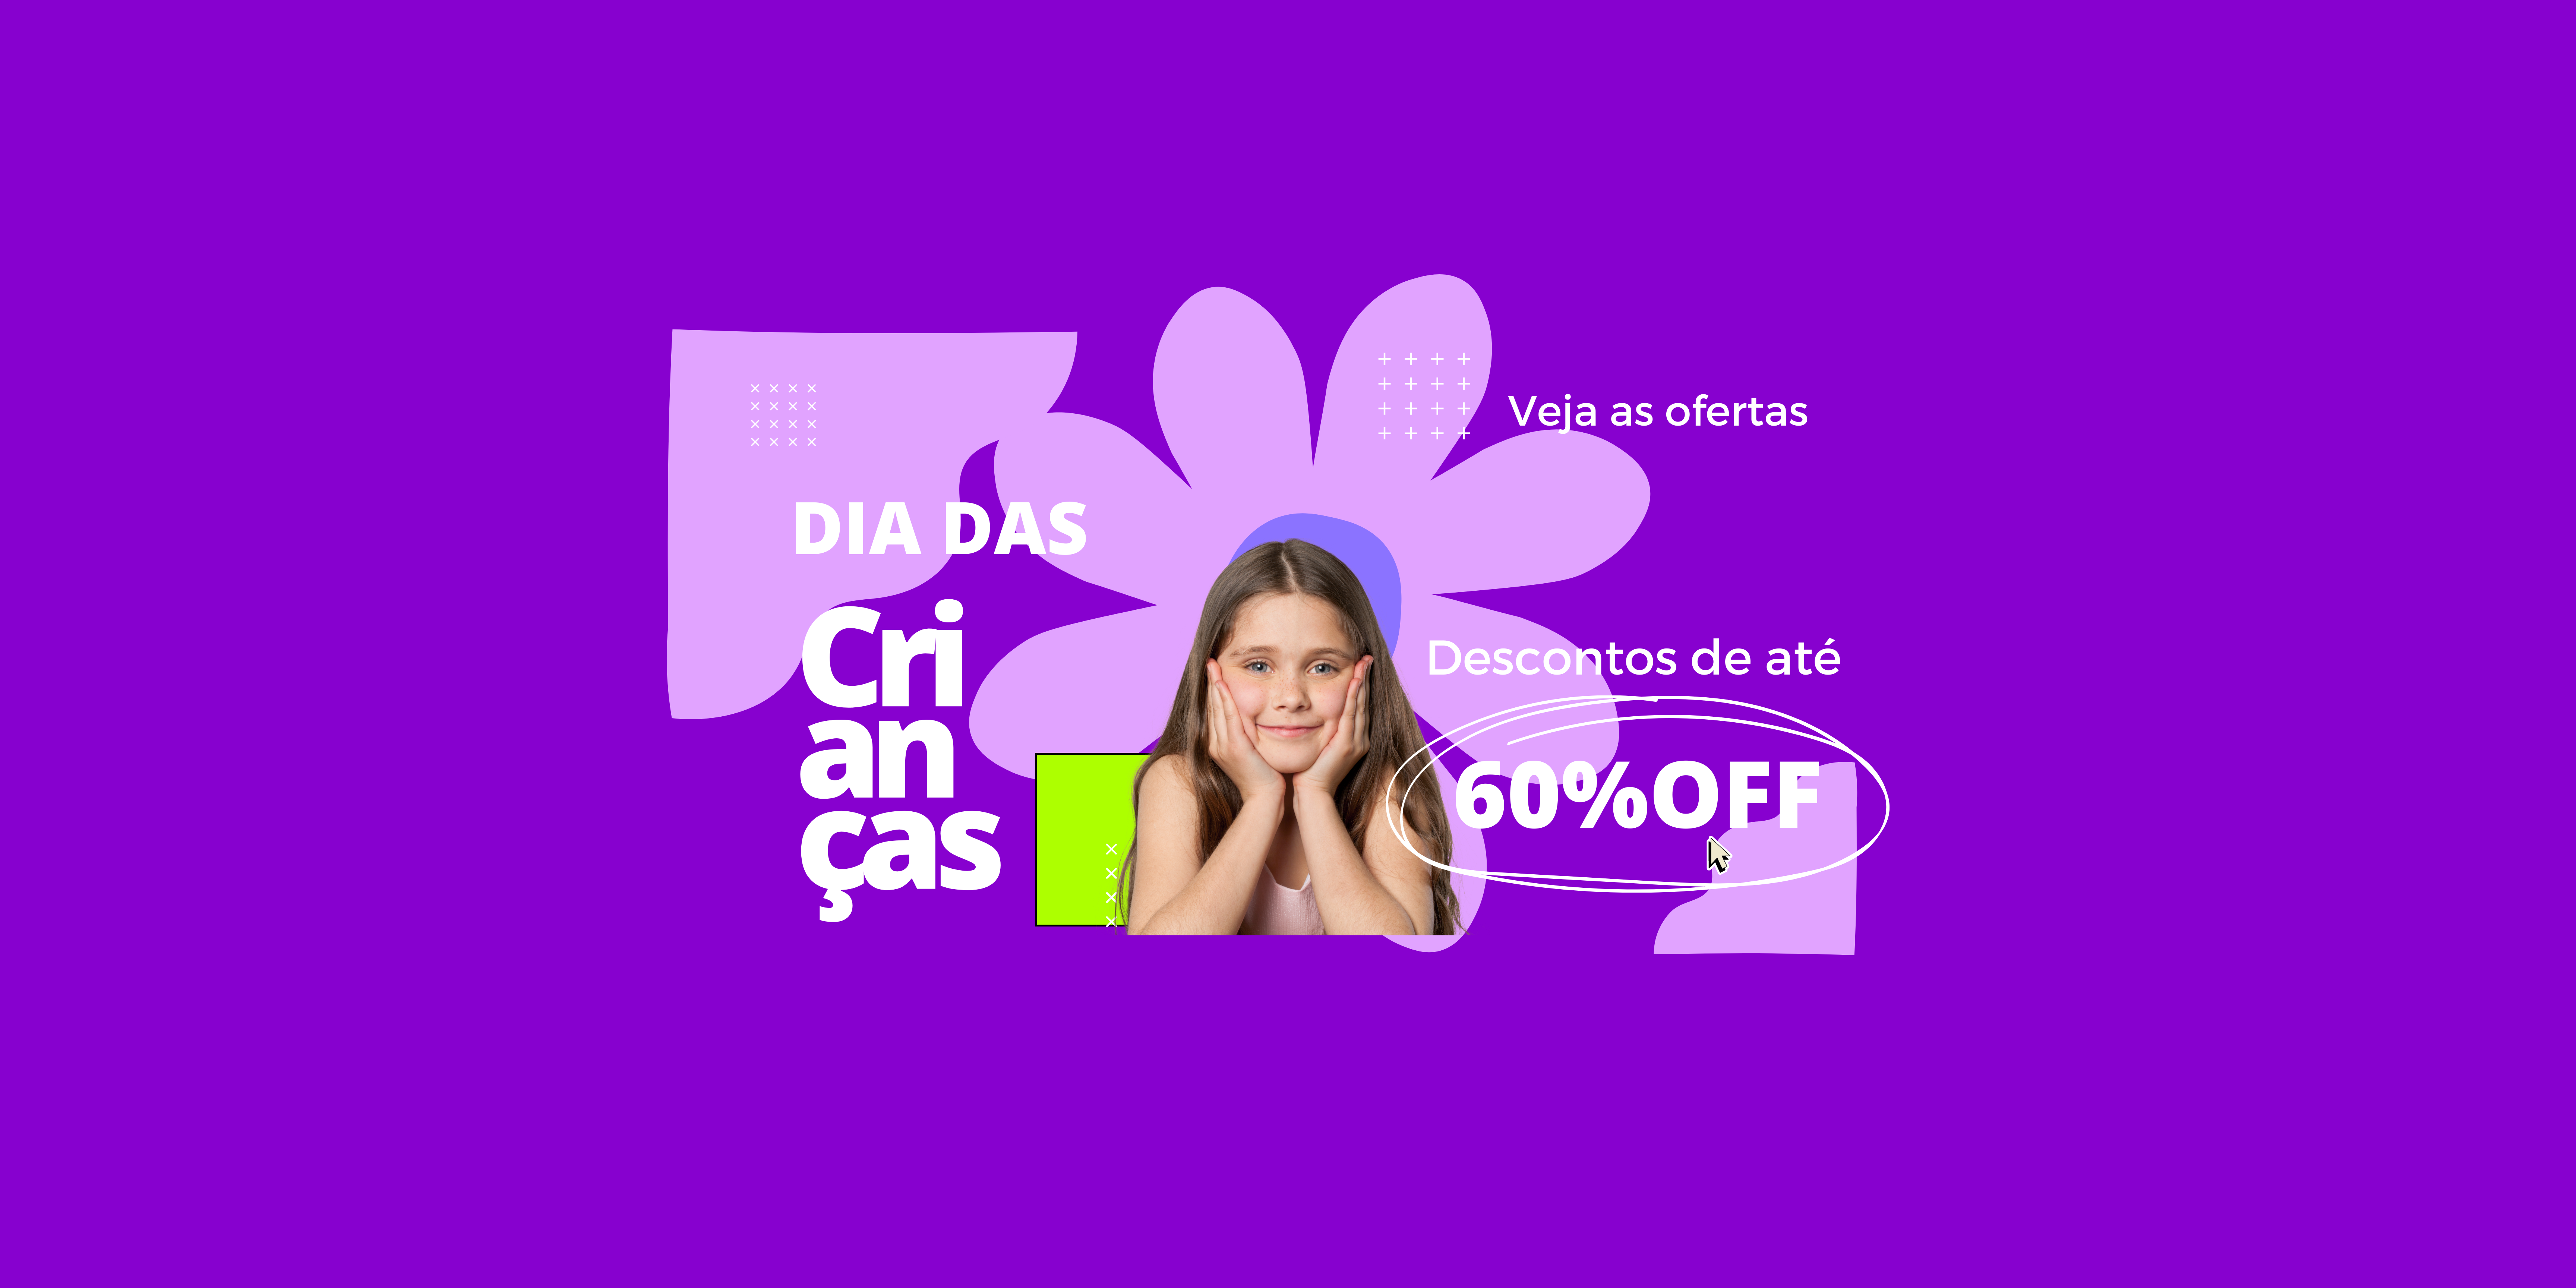 DIA DAS
Cri
an
ças
Veja as ofertas
Descontos de até
60%OFF